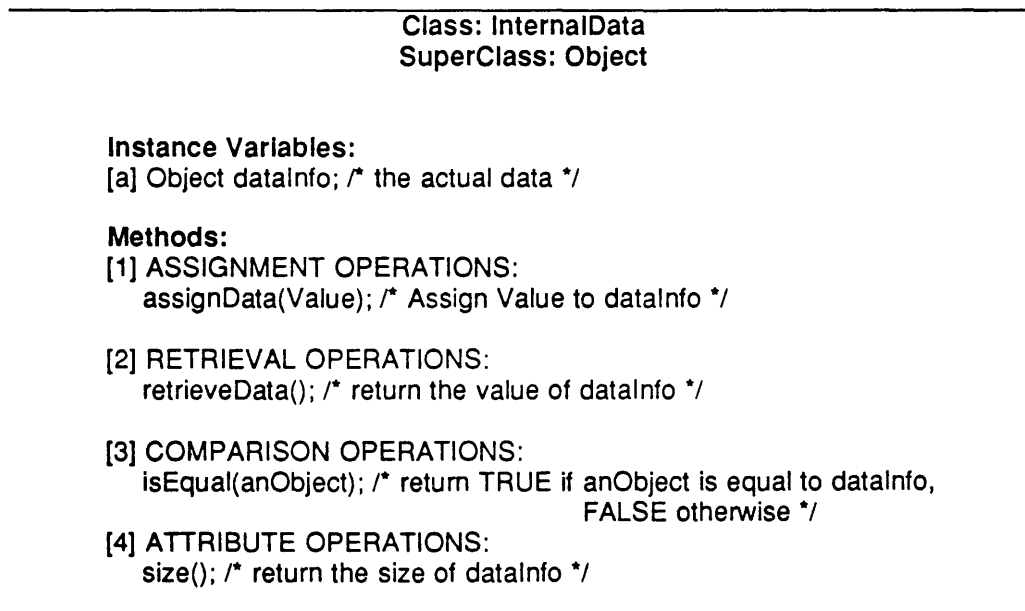 Class: InternalData
SuperClass: Object
Instance Variables:
[a] Object dataInfo; /* the actual data */
Methods:
[1] ASSIGNMENT OPERATIONS:
assignData(Value); /* Assign Value to dataInfo */
[2] RETRIEVAL OPERATIONS:
retrieveData(); /* return the value of dataInfo */
[3] COMPARISON OPERATIONS:
isEqual(anObject); /* return TRUE if anObject is equal to dataInfo,
FALSE otherwise */
[4] ATTRIBUTE OPERATIONS:
size(); /* return the size of dataInfo */